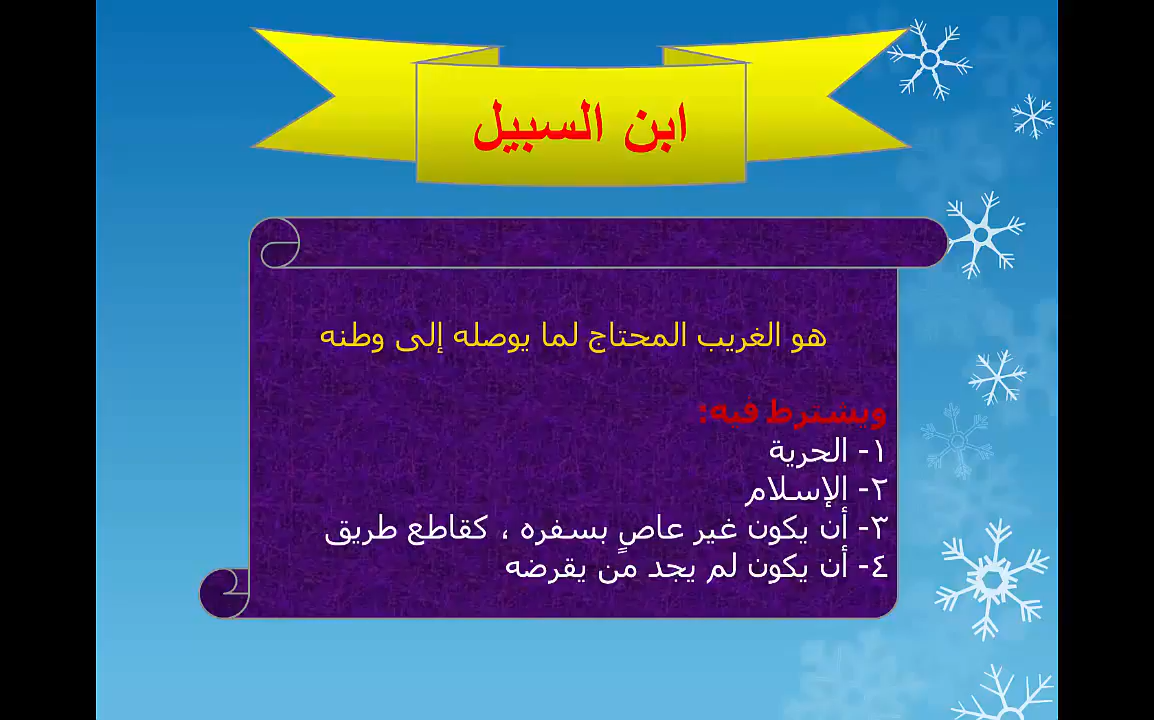 ابن السبيل
هو الغريب المحتاج لما يوصله إلى وطنه
ويشترط فيه:
١- الحرية
٢- الإسلام
٣- أن يكون غير عاصٍ بسفره ، كقاطع طريق
٤- أن يكون لم يجد من يقرضه